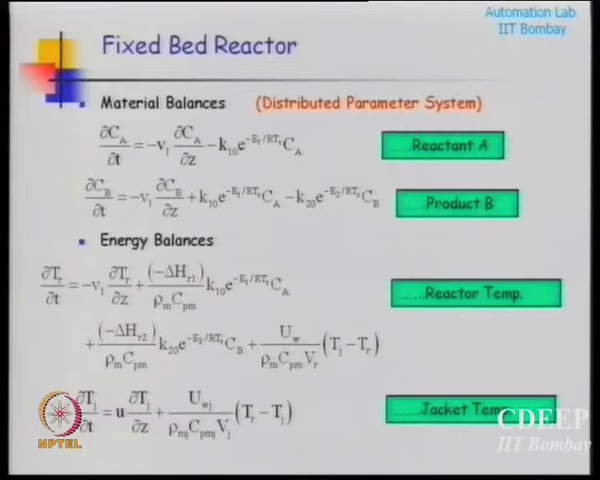 Automation Lab
IIT Bombay
Fixed Bed Reactor
Material Balances (Distributed Parameter System)
∂C_A/∂t = -v_1 ∂C_A/∂z - k_10 e^(-E_1/RT_r) C_A ....Reactant A
∂C_B/∂t = -v_1 ∂C_B/∂z + k_10 e^(-E_1/RT_r) C_A - k_20 e^(-E_2/RT_r) C_B ....Product B
Energy Balances
∂T_r/∂t = -v_1 ∂T_r/∂z + (-ΔH_r1)/(ρ_m C_pm) k_10 e^(-E_1/RT_r) C_A .......Reactor Temp.
+ (-ΔH_r2)/(ρ_m C_pm) k_20 e^(-E_2/RT_r) C_B + U_w/(ρ_m C_pm V_r) (T_j - T_r)
∂T_j/∂t = u ∂T_j/∂z + U_wj/(ρ_mj C_pmj V_j) (T_r - T_j) ......Jacket Temp
NPTEL
CDEEP
IIT Bombay